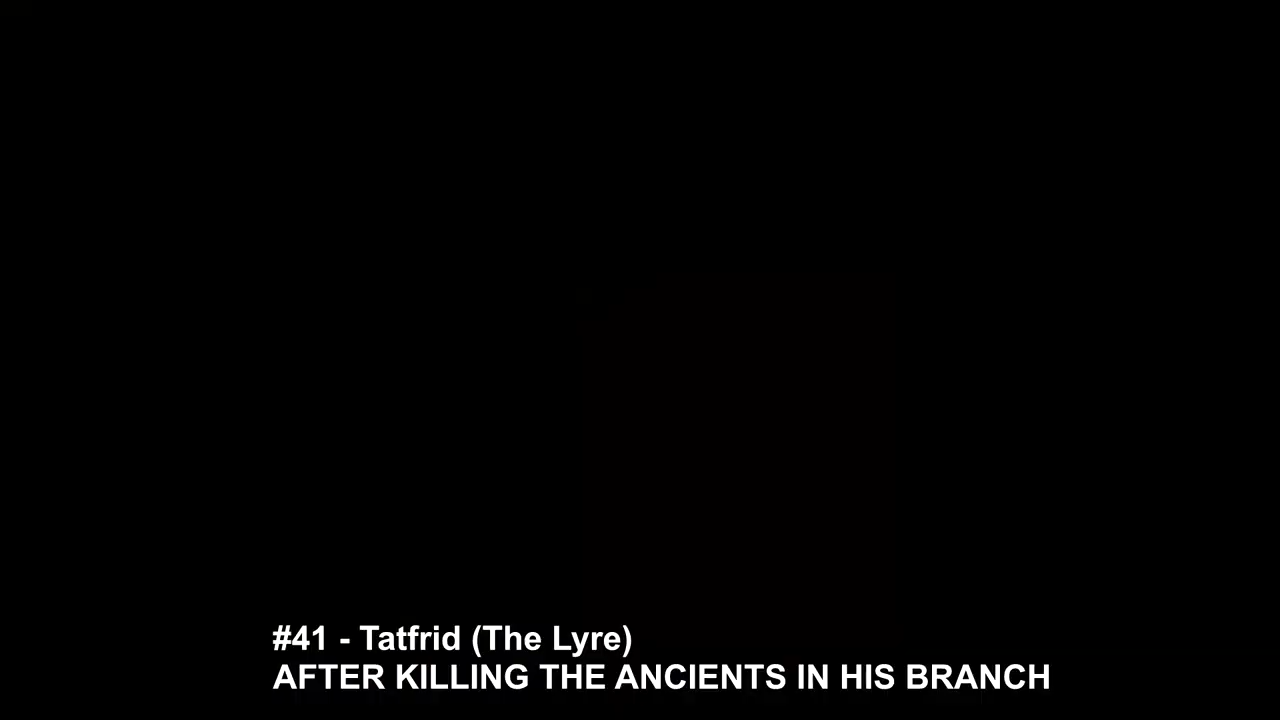 #41 - Tatfrid (The Lyre)
AFTER KILLING THE ANCIENTS IN HIS BRANCH